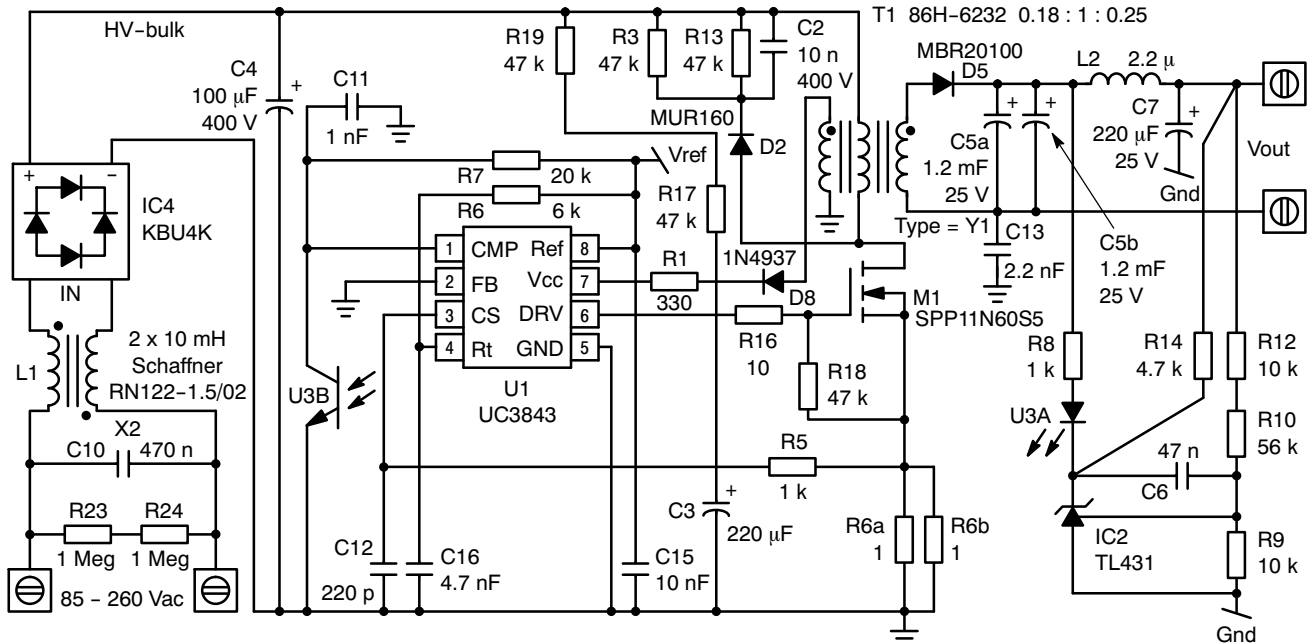 T1 86H-6232 0.18 : 1 : 0.25
HV-bulk
C4
100 μF
400 V
+
C11
1 nF
R19
47 k
R3
47 k
R13
47 k
C2
10 n
400 V
MUR160
D2
MBR20100
D5
L2
2.2 μ
+
+
C5a
1.2 mF
25 V
C7
220 μF
25 V
+
Gnd
Vout
+
-
IC4
KBU4K
IN
R7
20 k
Vref
R17
47 k
R6
6 k
Type = Y1
C13
2.2 nF
C5b
1.2 mF
25 V
1
CMP
Ref
8
2
FB
Vcc
7
3
CS
DRV
6
4
Rt
GND
5
U1
UC3843
R1
330
1N4937
D8
M1
SPP11N60S5
R16
10
R18
47 k
L1
2 x 10 mH
Schaffner
RN122-1.5/02
U3B
R8
1 k
R14
4.7 k
R12
10 k
U3A
R10
56 k
X2
C10
470 n
R5
1 k
47 n
C6
R23
1 Meg
R24
1 Meg
C12
220 p
C16
4.7 nF
C15
10 nF
C3
+
220 μF
R6a
1
R6b
1
IC2
TL431
R9
10 k
85 - 260 Vac
Gnd